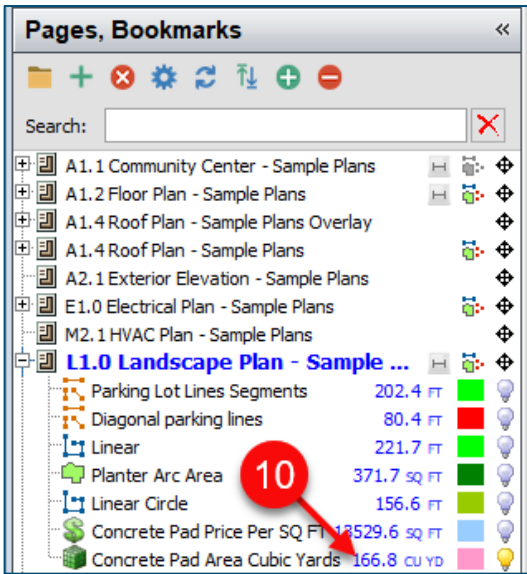 Pages, Bookmarks «
Search:
A1.1 Community Center - Sample Plans
A1.2 Floor Plan - Sample Plans
A1.4 Roof Plan - Sample Plans Overlay
A1.4 Roof Plan - Sample Plans
A2.1 Exterior Elevation - Sample Plans
E1.0 Electrical Plan - Sample Plans
M2.1 HVAC Plan - Sample Plans
L1.0 Landscape Plan - Sample ...
Parking Lot Lines Segments 202.4 FT
Diagonal parking lines 80.4 FT
Linear 221.7 FT
Planter Arc Area 10 371.7 SQ FT
Linear Circle 156.6 FT
Concrete Pad Price Per SQ FT 13529.6 SQ FT
Concrete Pad Area Cubic Yards 166.8 CU YD